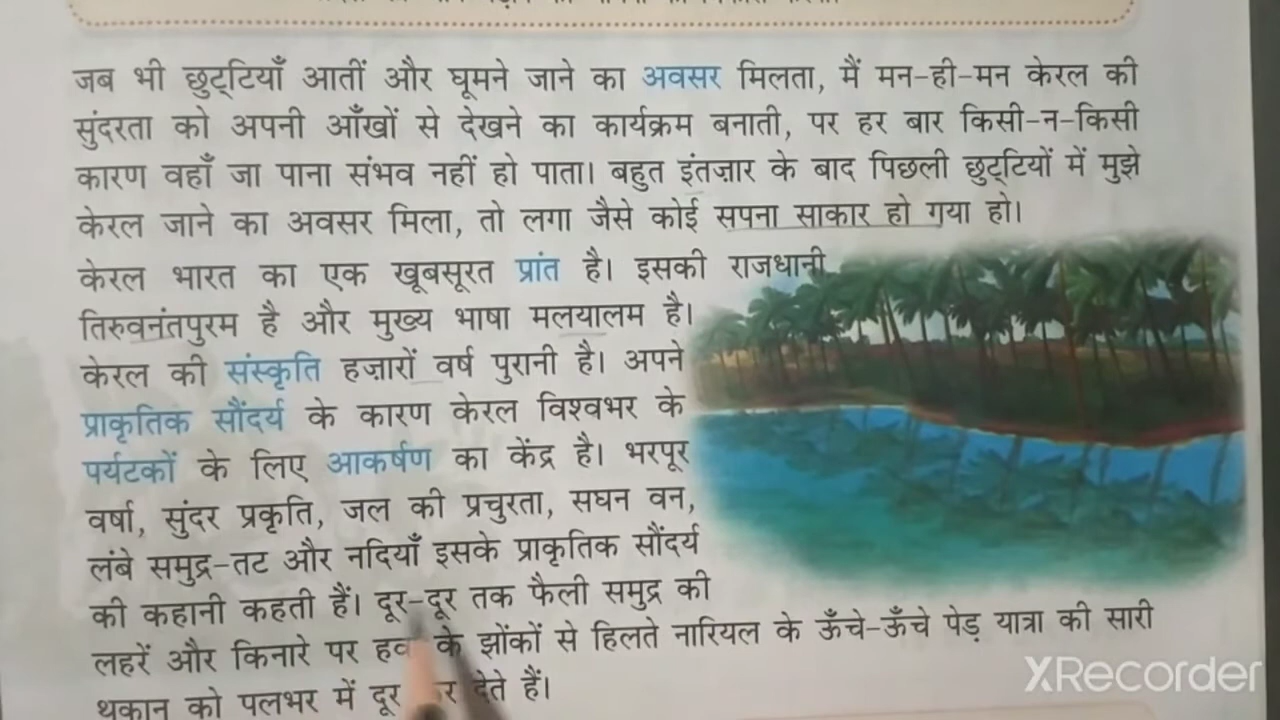 जब भी छुट्टियाँ आतीं और घूमने जाने का अवसर मिलता, मैं मन-ही-मन केरल की
सुंदरता को अपनी आँखों से देखने का कार्यक्रम बनाती, पर हर बार किसी-न-किसी
कारण वहाँ जा पाना संभव नहीं हो पाता। बहुत इंतज़ार के बाद पिछली छुट्टियों में मुझे
केरल जाने का अवसर मिला, तो लगा जैसे कोई सपना साकार हो गया हो।
केरल भारत का एक खूबसूरत प्रांत है। इसकी राजधानी
तिरुवनंतपुरम है और मुख्य भाषा मलयालम है।
केरल की संस्कृति हज़ारों वर्ष पुरानी है। अपने
प्राकृतिक सौंदर्य के कारण केरल विश्वभर के
पर्यटकों के लिए आकर्षण का केंद्र है। भरपूर
वर्षा, सुंदर प्रकृति, जल की प्रचुरता, सघन वन,
लंबे समुद्र-तट और नदियाँ इसके प्राकृतिक सौंदर्य
की कहानी कहती हैं। दूर-दूर तक फैली समुद्र की
लहरें और किनारे पर के झोंकों से हिलते नारियल के ऊँचे-ऊँचे पेड़ यात्रा की सारी
थकान को पलभर में दूर देते हैं।
XRecorder